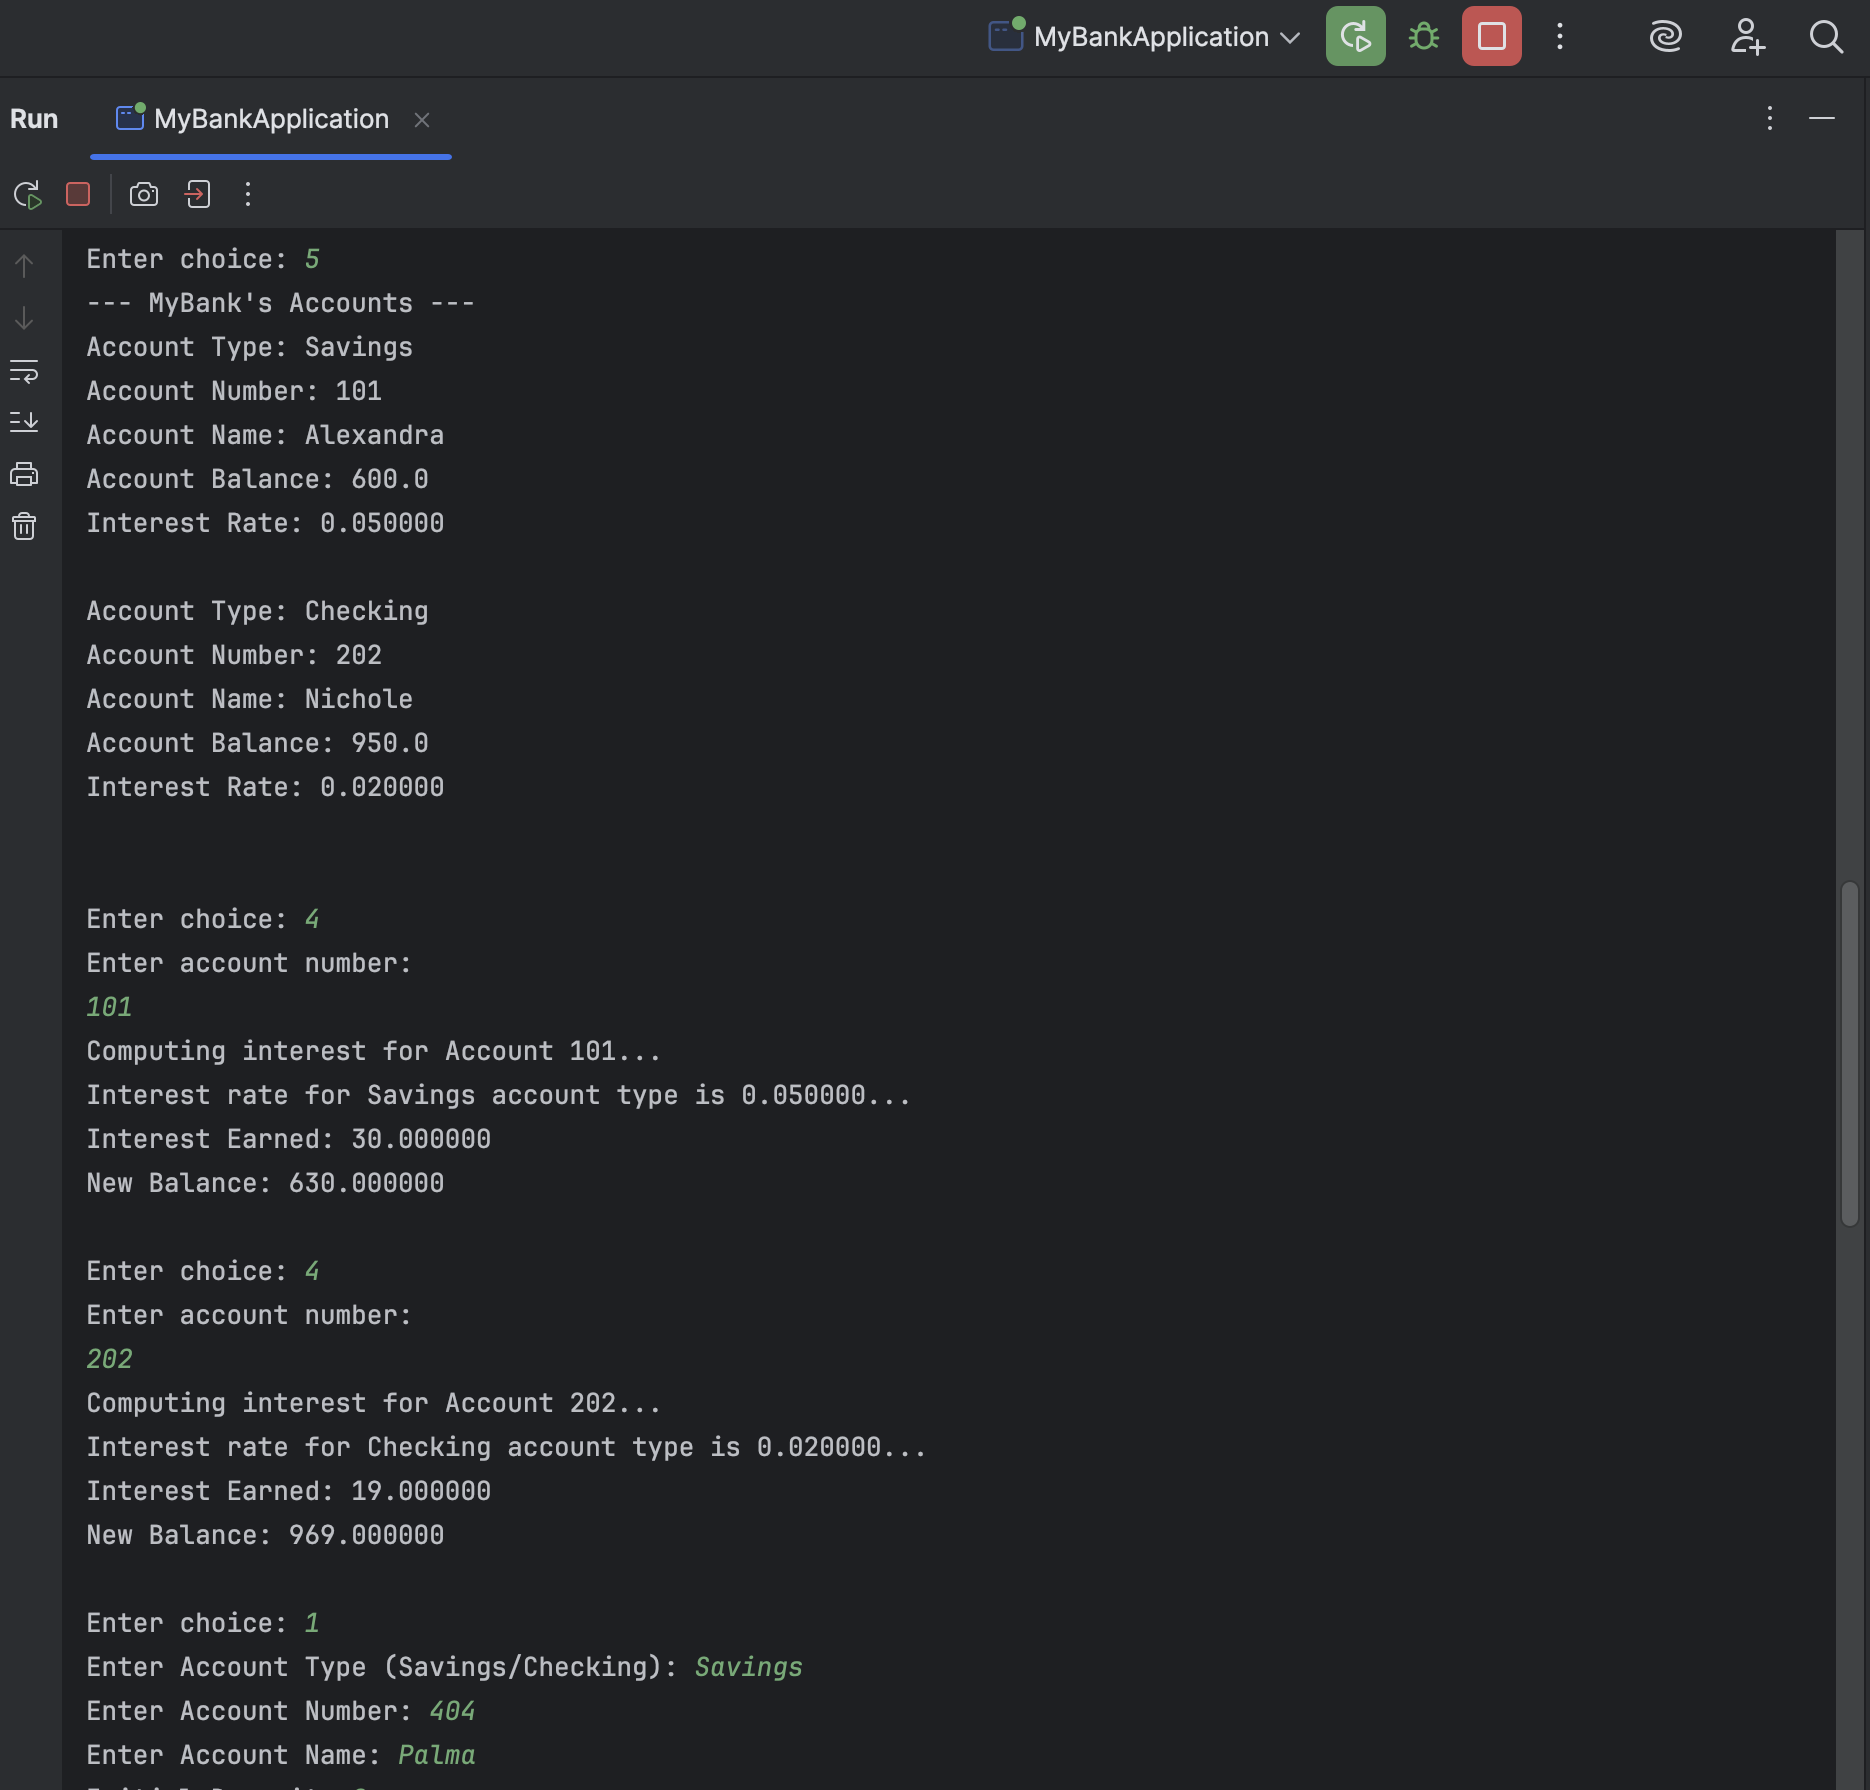 MyBankApplication
Run MyBankApplication
Enter choice: 5
--- MyBank's Accounts ---
Account Type: Savings
Account Number: 101
Account Name: Alexandra
Account Balance: 600.0
Interest Rate: 0.050000
Account Type: Checking
Account Number: 202
Account Name: Nichole
Account Balance: 950.0
Interest Rate: 0.020000
Enter choice: 4
Enter account number:
101
Computing interest for Account 101...
Interest rate for Savings account type is 0.050000...
Interest Earned: 30.000000
New Balance: 630.000000
Enter choice: 4
Enter account number:
202
Computing interest for Account 202...
Interest rate for Checking account type is 0.020000...
Interest Earned: 19.000000
New Balance: 969.000000
Enter choice: 1
Enter Account Type (Savings/Checking): Savings
Enter Account Number: 404
Enter Account Name: Palma